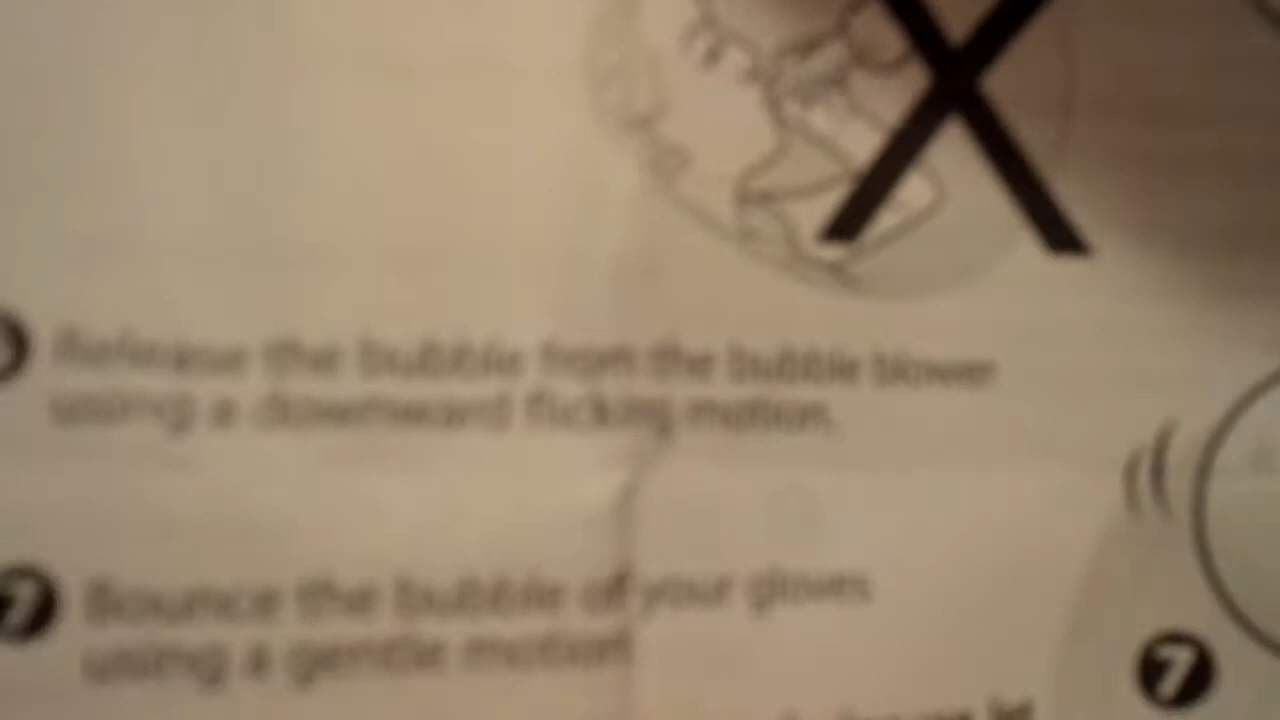 Release the bubble from the bubble blower
using a downward flicking motion.
7 Bounce the bubble of your gloves
using a gentle motion
7